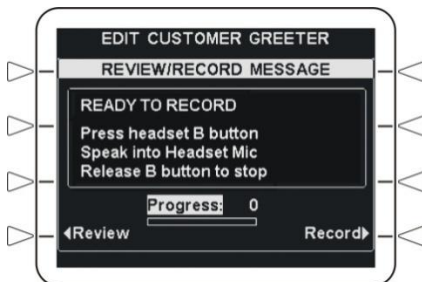 EDIT CUSTOMER GREETER
REVIEW/RECORD MESSAGE
READY TO RECORD
Press headset B button
Speak into Headset Mic
Release B button to stop
Progress: 0
Review Record